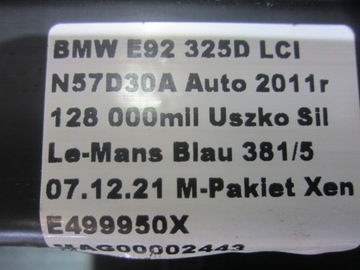 BMW E92 325D LCI
N57D30A Auto 2011r
128 000mil Uszko Sil
Le-Mans Blau 381/5
07.12.21 M-Pakiet Xen
E499950X
MAG00002443